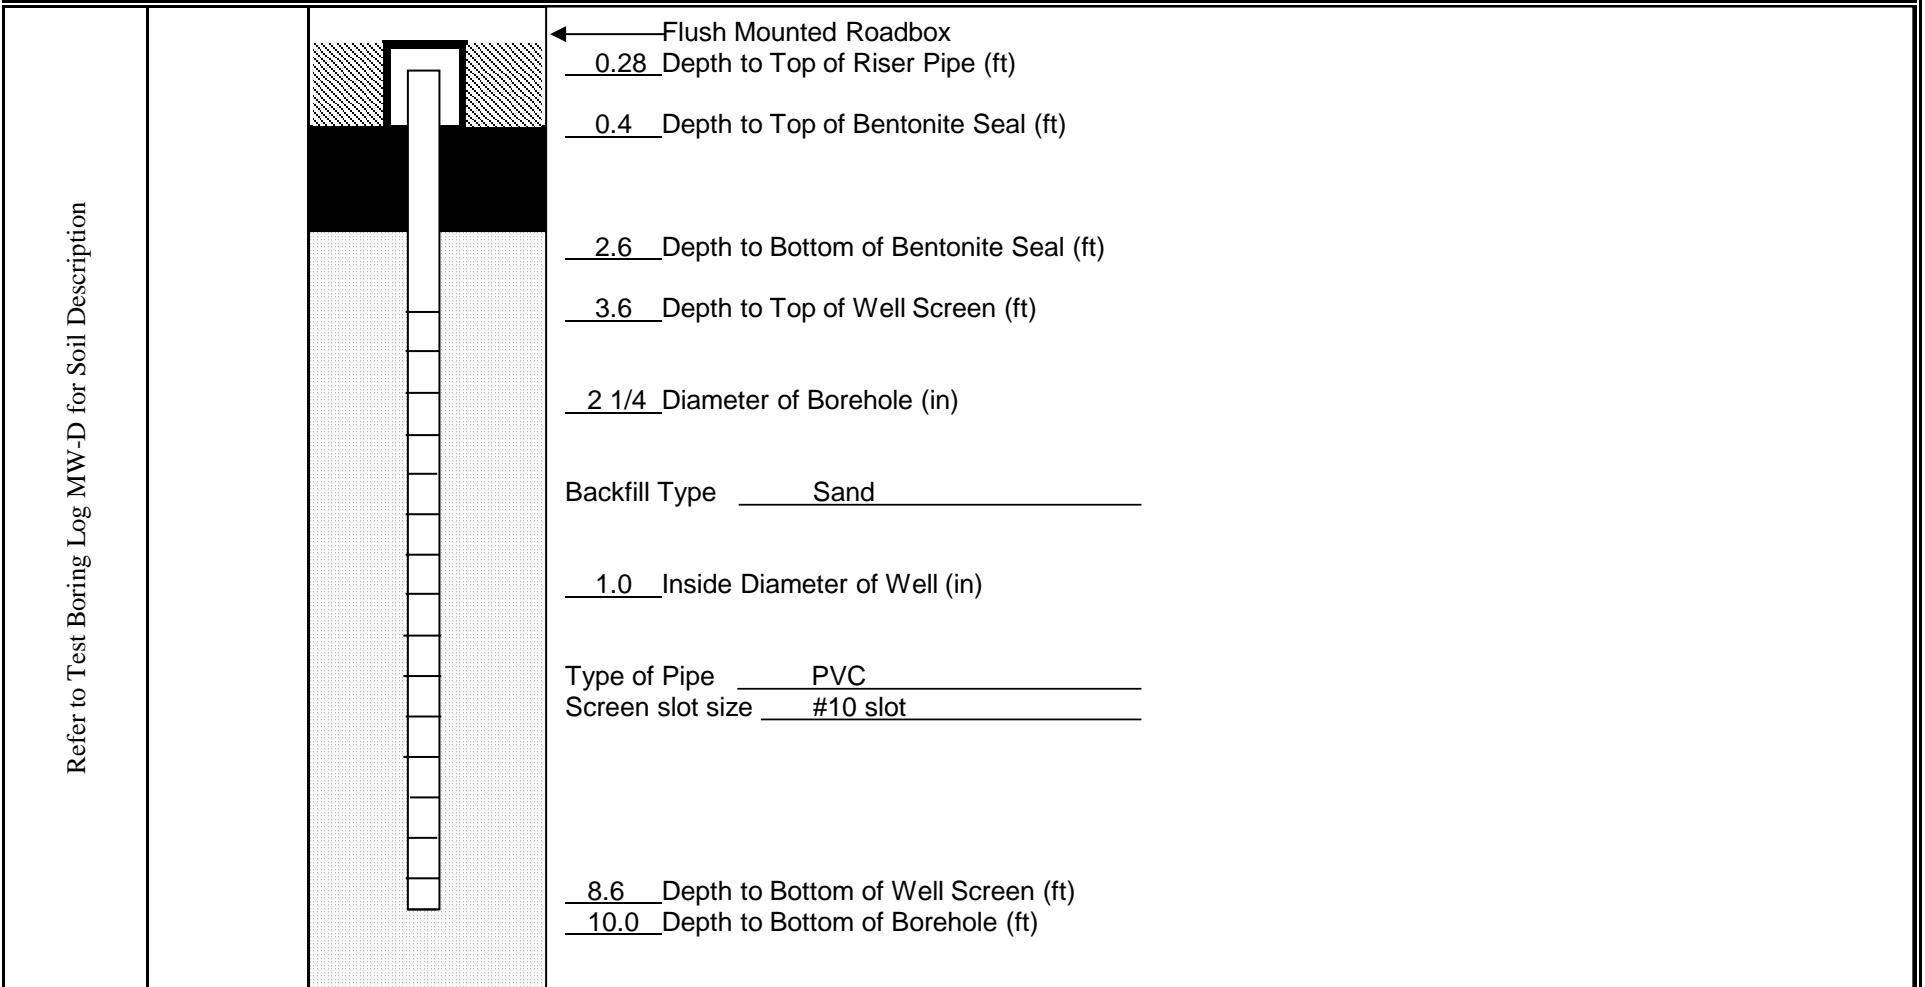 Refer to Test Boring Log MW-D for Soil Description
Flush Mounted Roadbox
0.28 Depth to Top of Riser Pipe (ft)
0.4 Depth to Top of Bentonite Seal (ft)
2.6 Depth to Bottom of Bentonite Seal (ft)
3.6 Depth to Top of Well Screen (ft)
2 1/4 Diameter of Borehole (in)
Backfill Type Sand
1.0 Inside Diameter of Well (in)
Type of Pipe PVC
Screen slot size #10 slot
8.6 Depth to Bottom of Well Screen (ft)
10.0 Depth to Bottom of Borehole (ft)